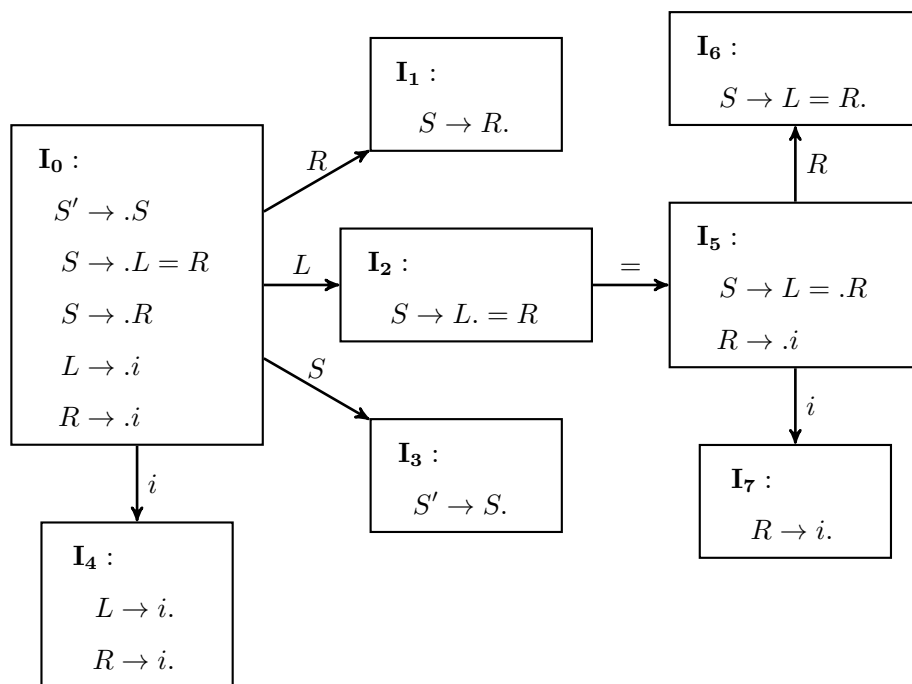 I₀ :
S′ → .S
S → .L = R
S → .R
L → .i
R → .i
R
I₁ :
S → R.
L
I₂ :
S → L. = R
S
I₃ :
S′ → S.
i
I₄ :
L → i.
R → i.
=
I₅ :
S → L = .R
R → .i
R
I₆ :
S → L = R.
i
I₇ :
R → i.